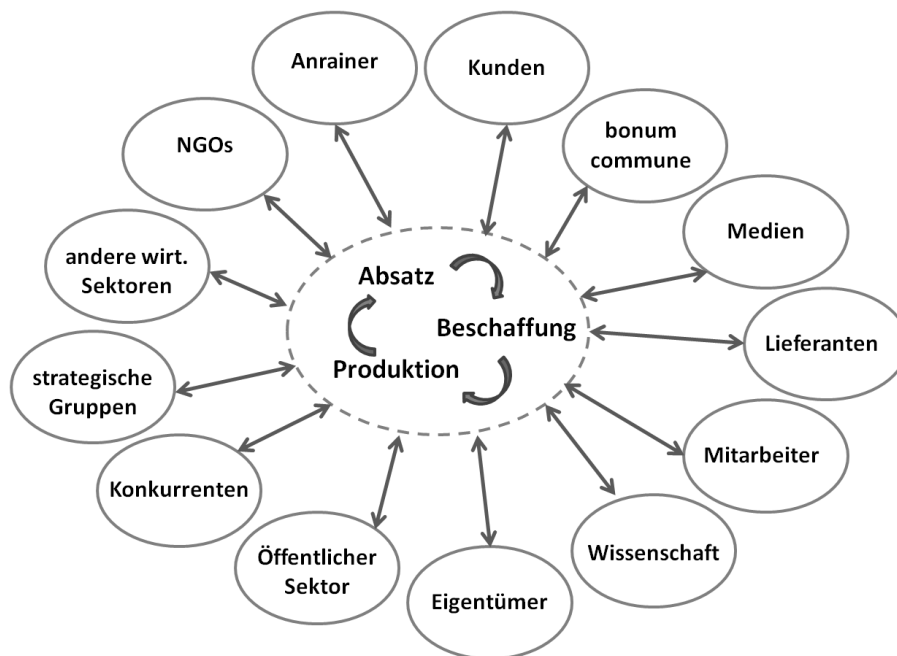 Anrainer
Kunden
NGOs
bonum
commune
Medien
andere wirt.
Sektoren
Absatz
Beschaffung
Lieferanten
strategische
Gruppen
Produktion
Mitarbeiter
Konkurrenten
Wissenschaft
Öffentlicher
Sektor
Eigentümer